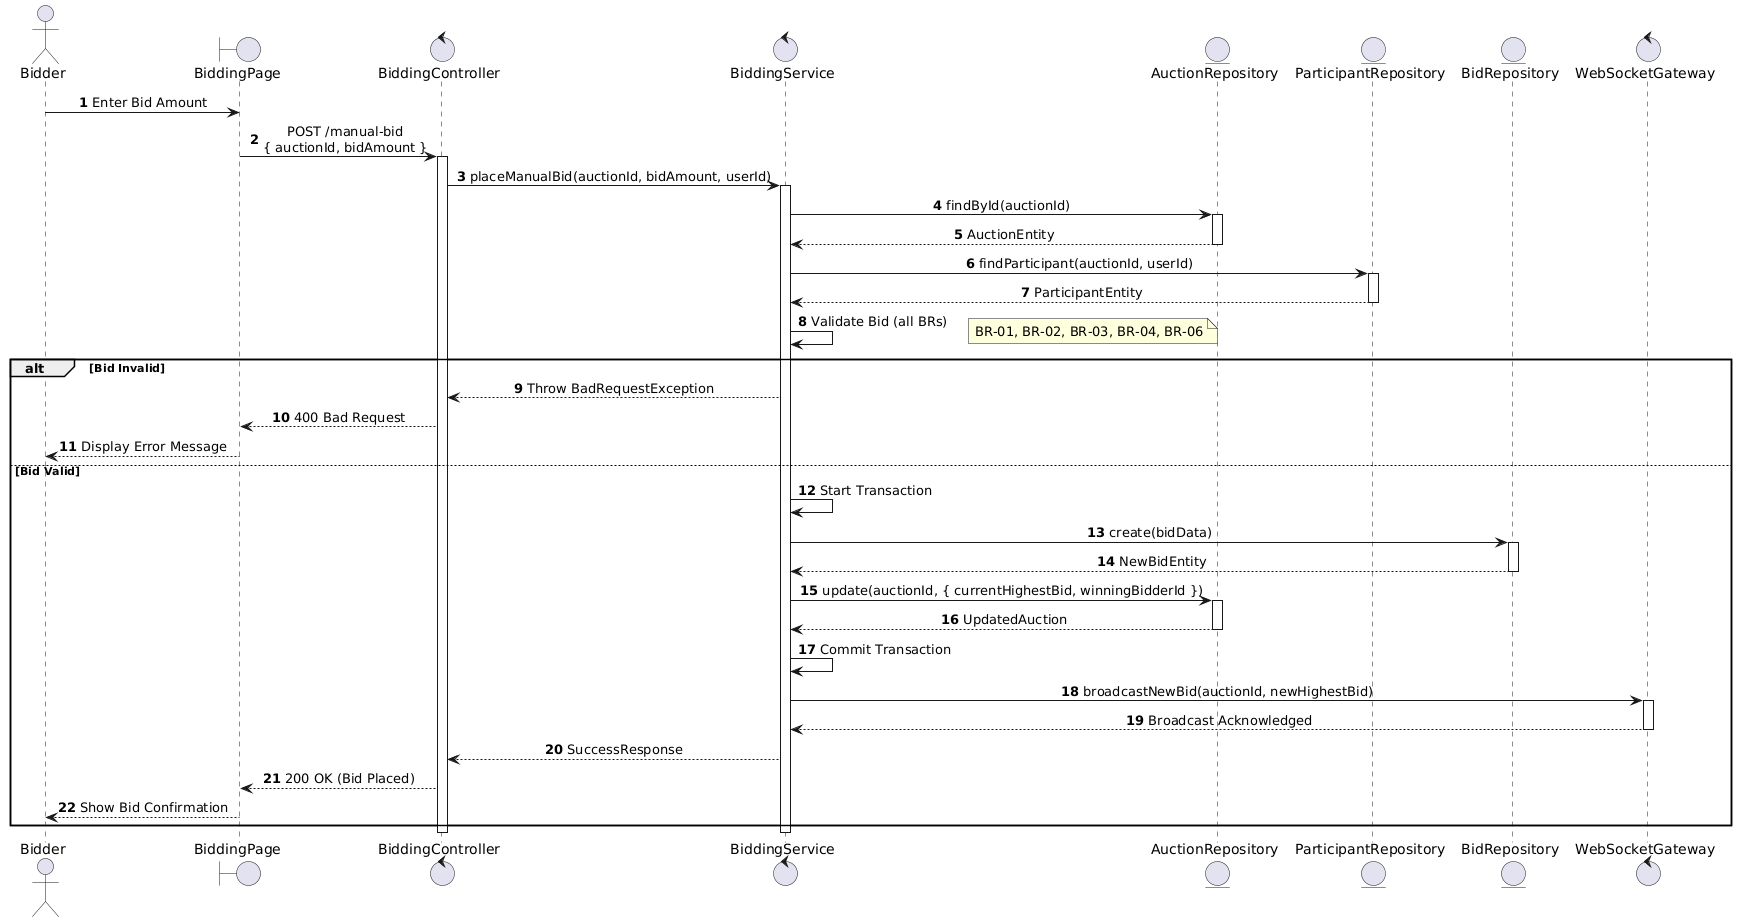 Bidder
BiddingPage
BiddingController
BiddingService
AuctionRepository
ParticipantRepository
BidRepository
WebSocketGateway
1 Enter Bid Amount
2 POST /manual-bid
{ auctionId, bidAmount }
3 placeManualBid(auctionId, bidAmount, userId)
4 findById(auctionId)
5 AuctionEntity
6 findParticipant(auctionId, userId)
7 ParticipantEntity
8 Validate Bid (all BRs)
BR-01, BR-02, BR-03, BR-04, BR-06
alt [Bid Invalid]
9 Throw BadRequestException
10 400 Bad Request
11 Display Error Message
[Bid Valid]
12 Start Transaction
13 create(bidData)
14 NewBidEntity
15 update(auctionId, { currentHighestBid, winningBidderId })
16 UpdatedAuction
17 Commit Transaction
18 broadcastNewBid(auctionId, newHighestBid)
19 Broadcast Acknowledged
20 SuccessResponse
21 200 OK (Bid Placed)
22 Show Bid Confirmation
Bidder
BiddingPage
BiddingController
BiddingService
AuctionRepository
ParticipantRepository
BidRepository
WebSocketGateway